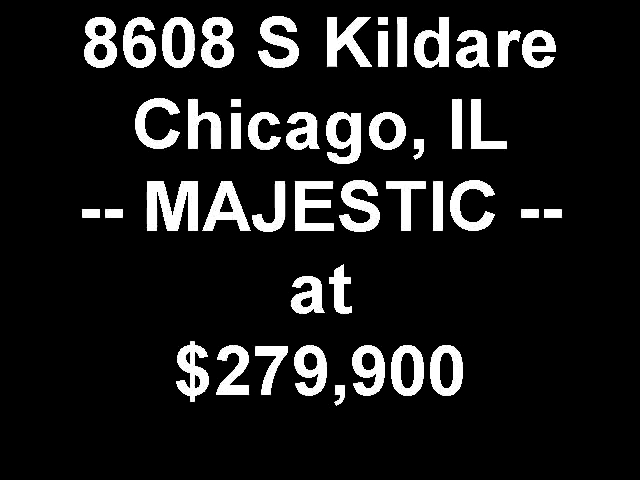 8608 S Kildare
Chicago, IL
-- MAJESTIC --
at
$279,900